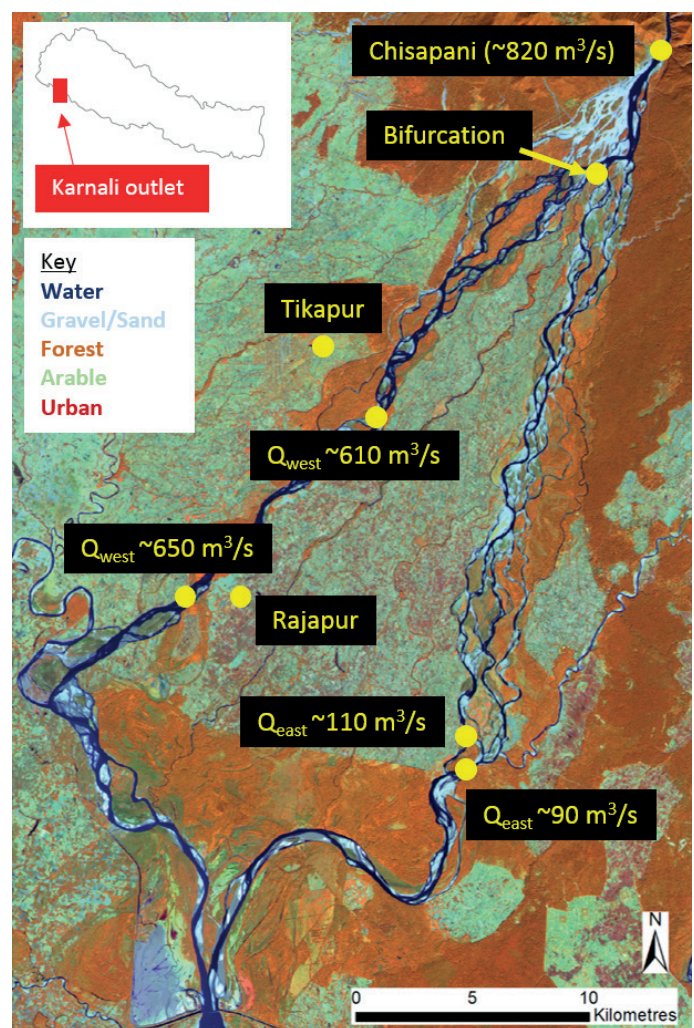 Chisapani (~820 m³/s)
Bifurcation
Karnali outlet
Key
Water
Gravel/Sand
Forest
Arable
Urban
Tikapur
Q_west ~610 m³/s
Q_west ~650 m³/s
Rajapur
Q_east ~110 m³/s
Q_east ~90 m³/s
N
0 5 10
Kilometres